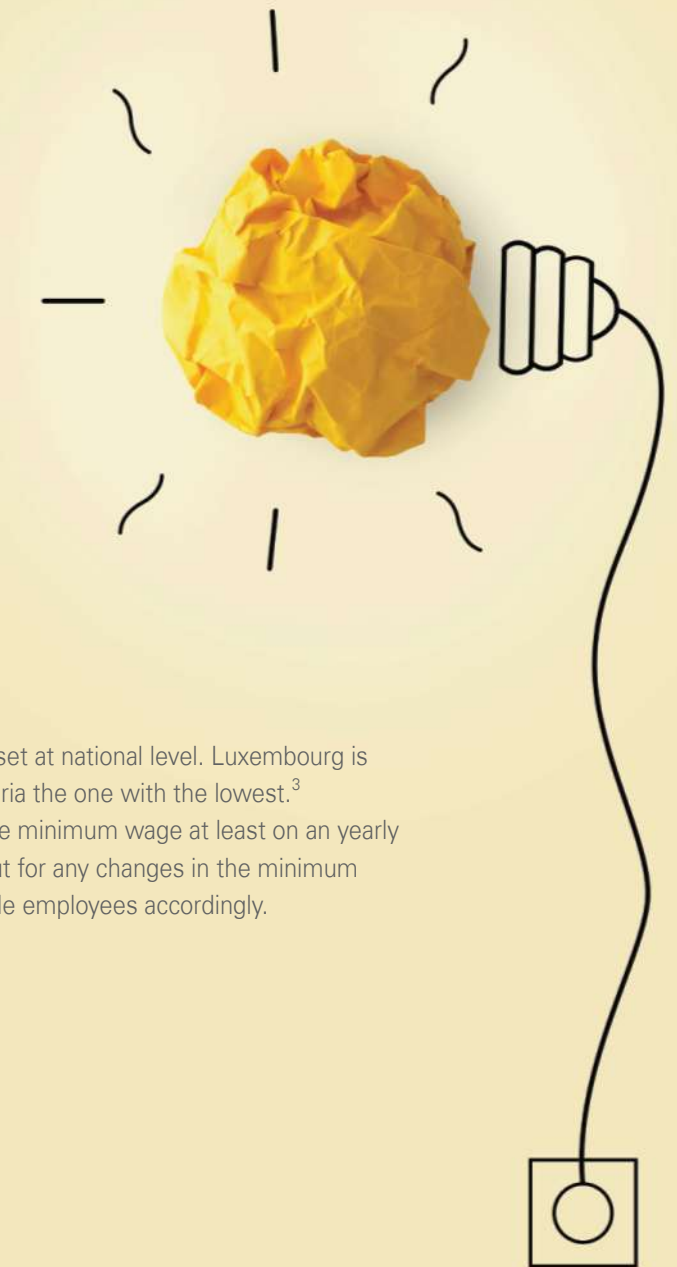 set at national level. Luxembourg is
ria the one with the lowest.3
e minimum wage at least on an yearly
ut for any changes in the minimum
le employees accordingly.